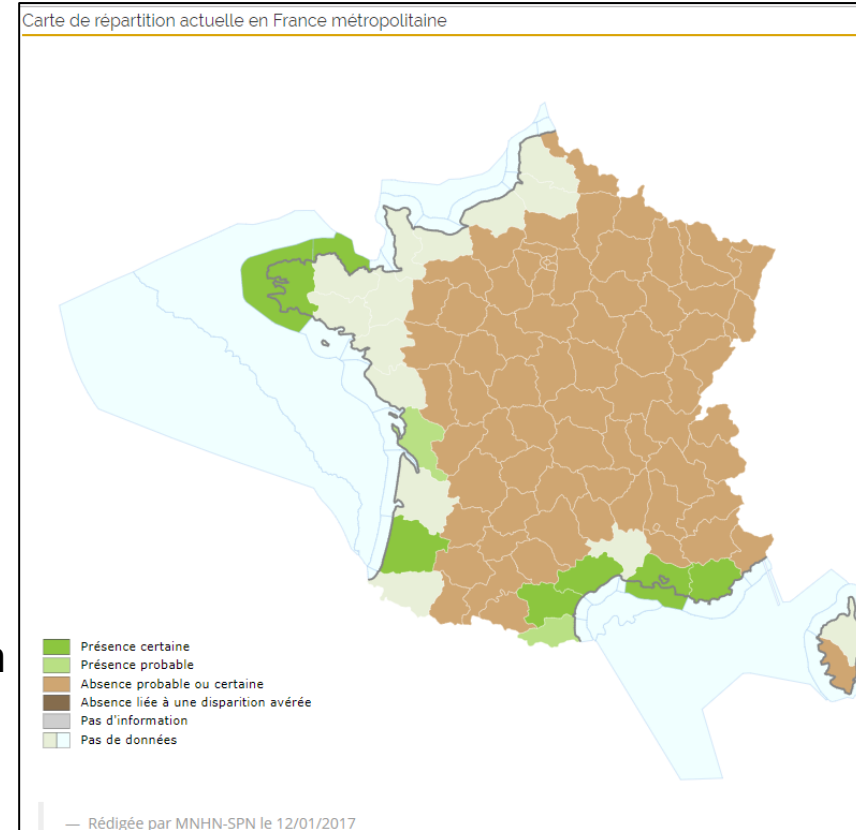 Carte de répartition actuelle en France métropolitaine
Présence certaine
Présence probable
Absence probable ou certaine
Absence liée à une disparition avérée
Pas d'information
Pas de données
— Rédigée par MNHN-SPN le 12/01/2017